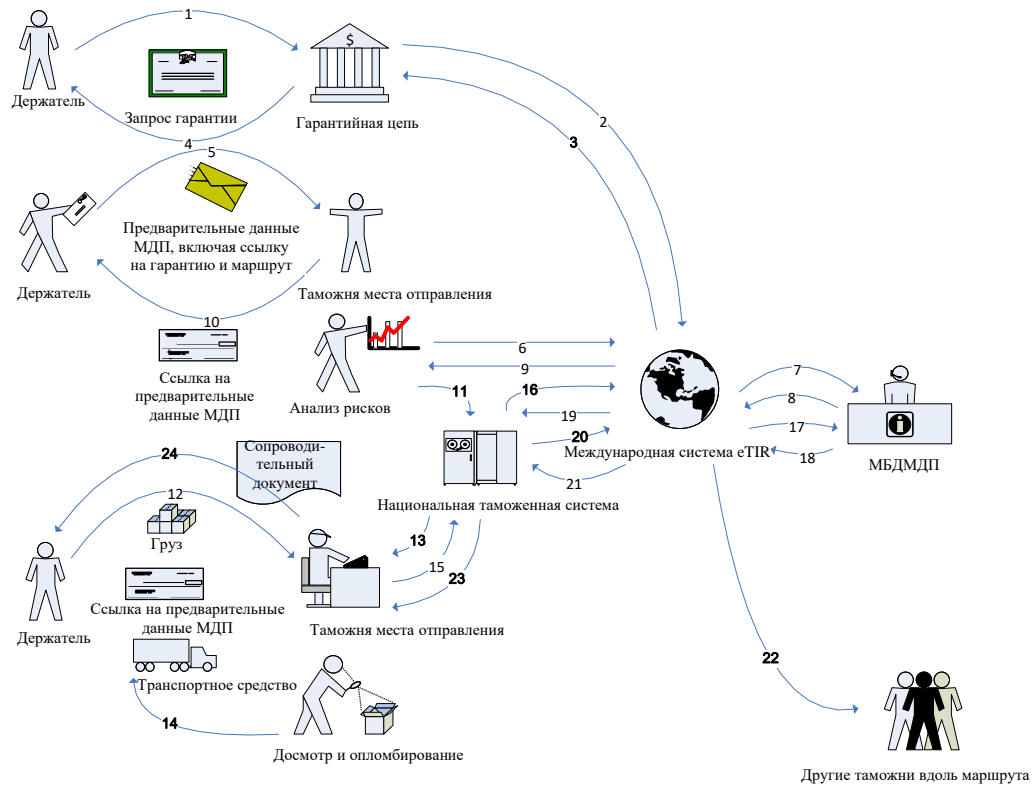 1
$
Держатель
Запрос гарантии
Гарантийная цепь
2
3
4
5
Предварительные данные
МДП, включая ссылку
на гарантию и маршрут
Держатель
Таможня места отправления
10
6
9
Ссылка на
предварительные
данные МДП
Анализ рисков
11
16
7
8
19
17
20
Международная система eTIR
18
МБДМДП
i
21
Сопроводи-
тельный
документ
24
Национальная таможенная система
12
Груз
13
15
23
Ссылка на предварительные
данные МДП
Держатель
Таможня места отправления
Транспортное средство
14
Досмотр и опломбирование
22
Другие таможни вдоль маршрута